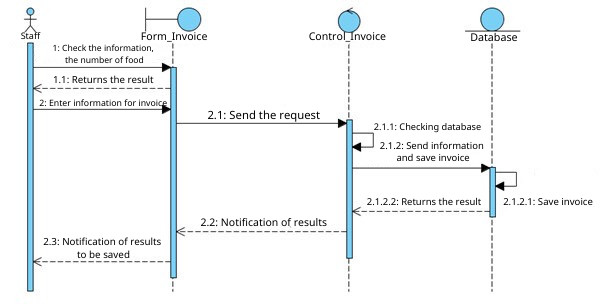 Staff
Form_Invoice
Control_Invoice
Database
1: Check the information,
the number of food
1.1: Returns the result
2: Enter information for invoice
2.1: Send the request
2.1.1: Checking database
2.1.2: Send information
and save invoice
2.1.2.1: Save invoice
2.1.2.2: Returns the result
2.2: Notification of results
2.3: Notification of results
to be saved